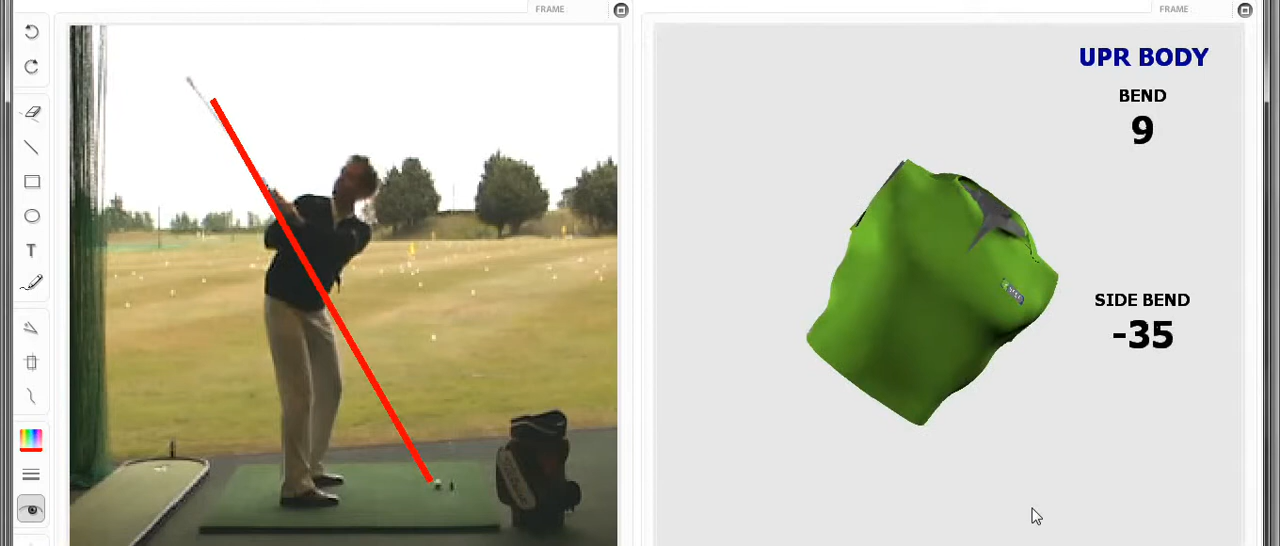 FRAME
FRAME
T
UPR BODY
BEND
9
SIDE BEND
-35